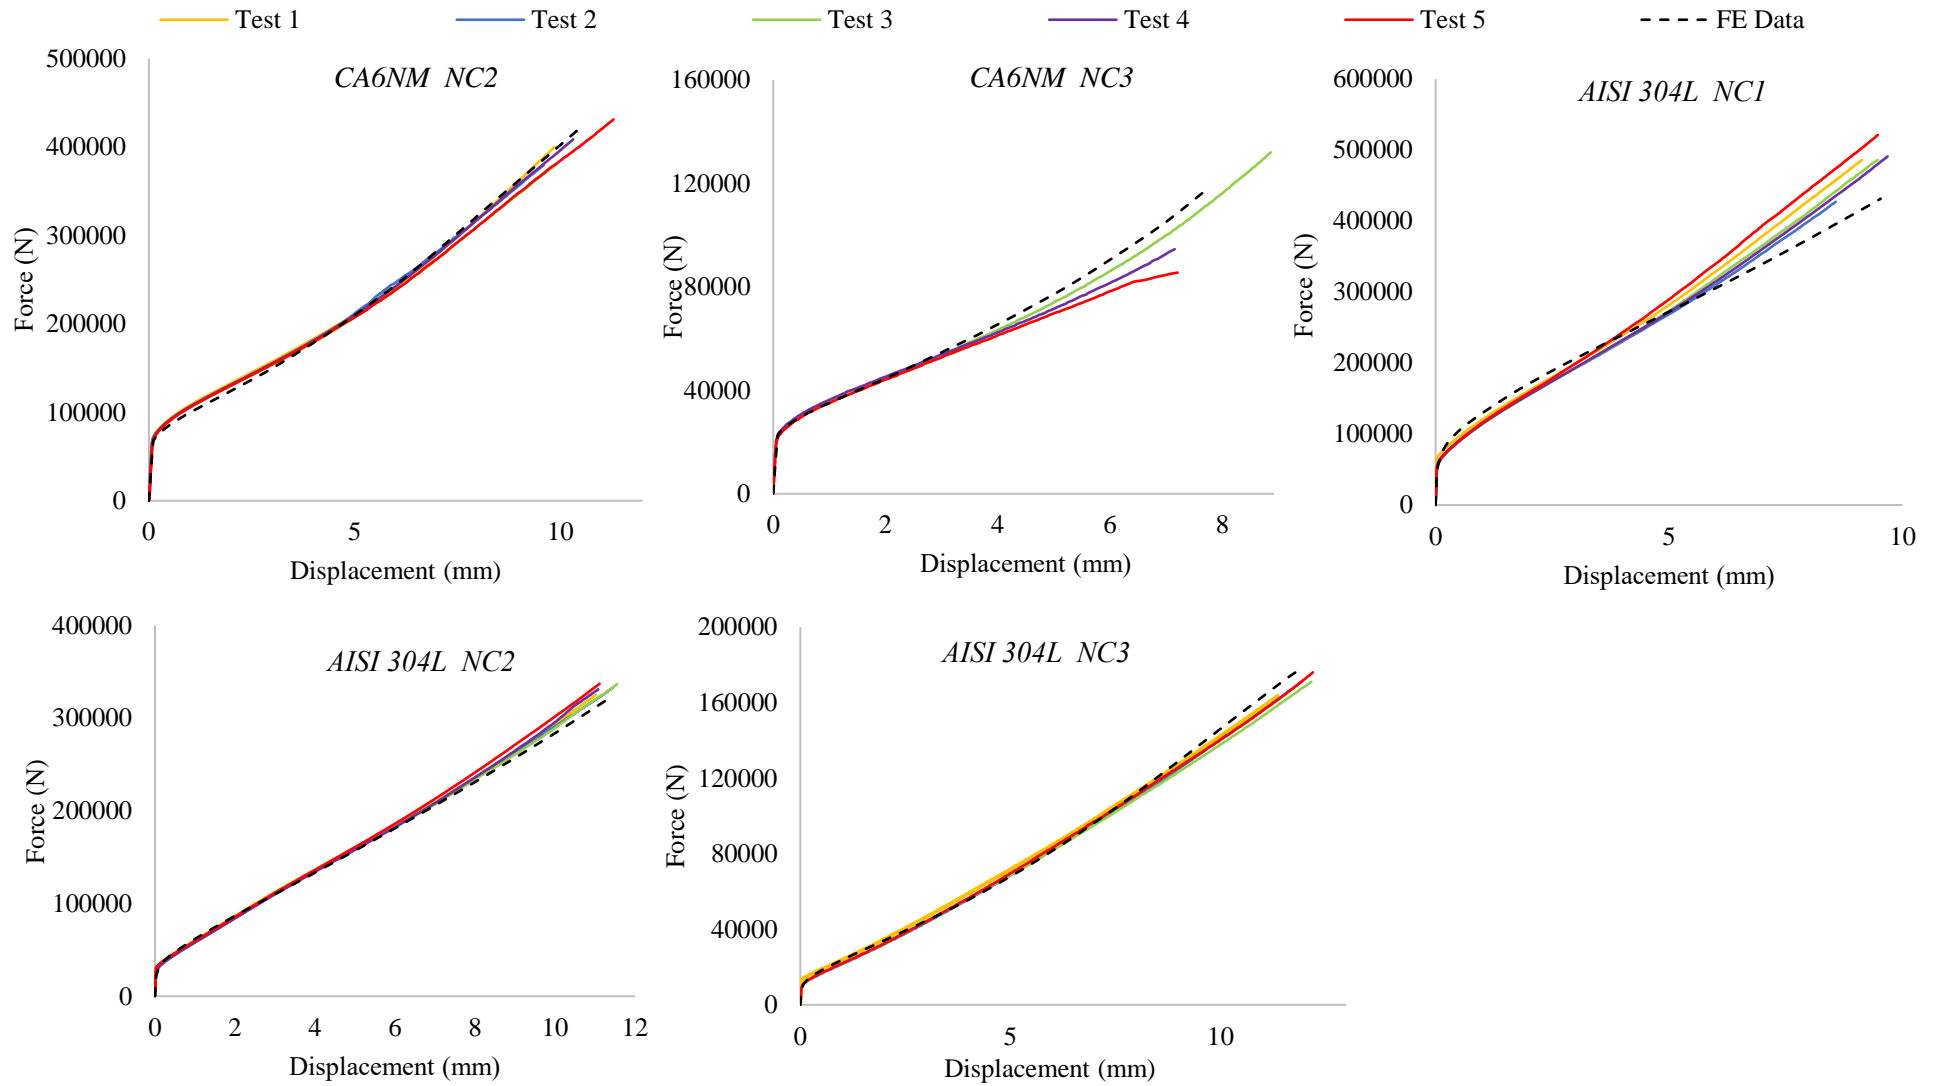 Test 1 Test 2 Test 3 Test 4 Test 5 FE Data
CA6NM NC2
500000
400000
300000
200000
100000
0
0 5 10
Force (N)
Displacement (mm)
CA6NM NC3
160000
120000
80000
40000
0
0 2 4 6 8
Force (N)
Displacement (mm)
AISI 304L NC1
600000
500000
400000
300000
200000
100000
0
0 5 10
Force (N)
Displacement (mm)
AISI 304L NC2
400000
300000
200000
100000
0
0 2 4 6 8 10 12
Force (N)
Displacement (mm)
AISI 304L NC3
200000
160000
120000
80000
40000
0
0 5 10
Force (N)
Displacement (mm)